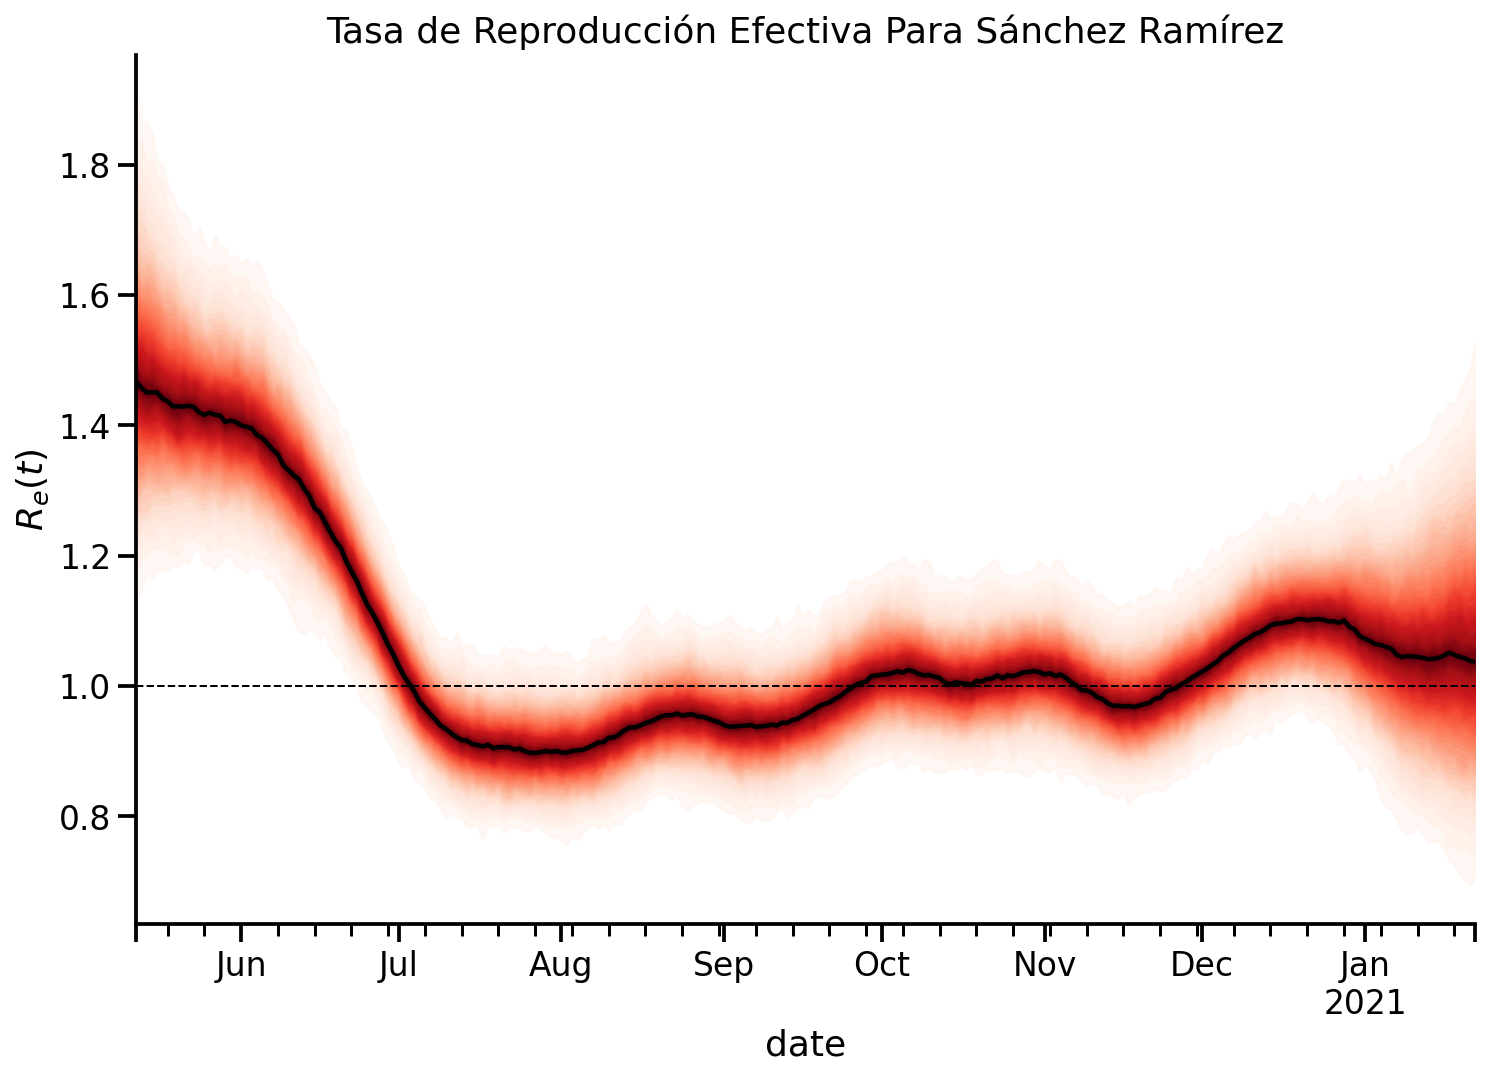 Tasa de Reproducción Efectiva Para Sánchez Ramírez
1.8
1.6
1.4
1.2
1.0
0.8
Re(t)
Jun Jul Aug Sep Oct Nov Dec Jan
2021
date